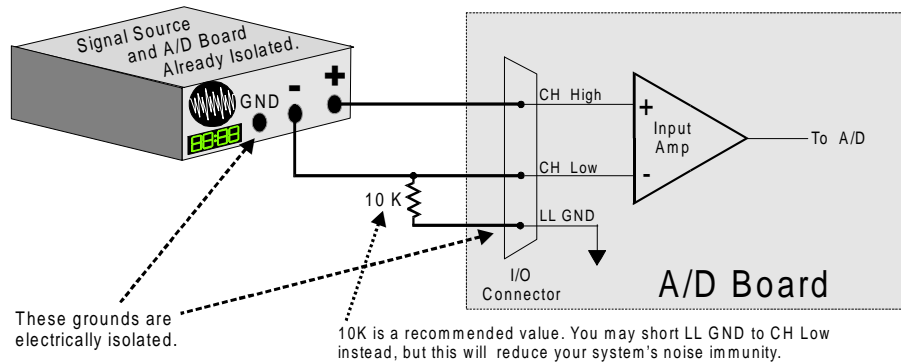 Signal Source
and A/D Board
Already Isolated.
GND
-
+
88:88
CH High
+
Input
Amp
To A/D
CH Low
-
10 K
LL GND
I/O
Connector
A/D Board
These grounds are
electrically isolated.
10K is a recommended value. You may short LL GND to CH Low
instead, but this will reduce your system's noise immunity.